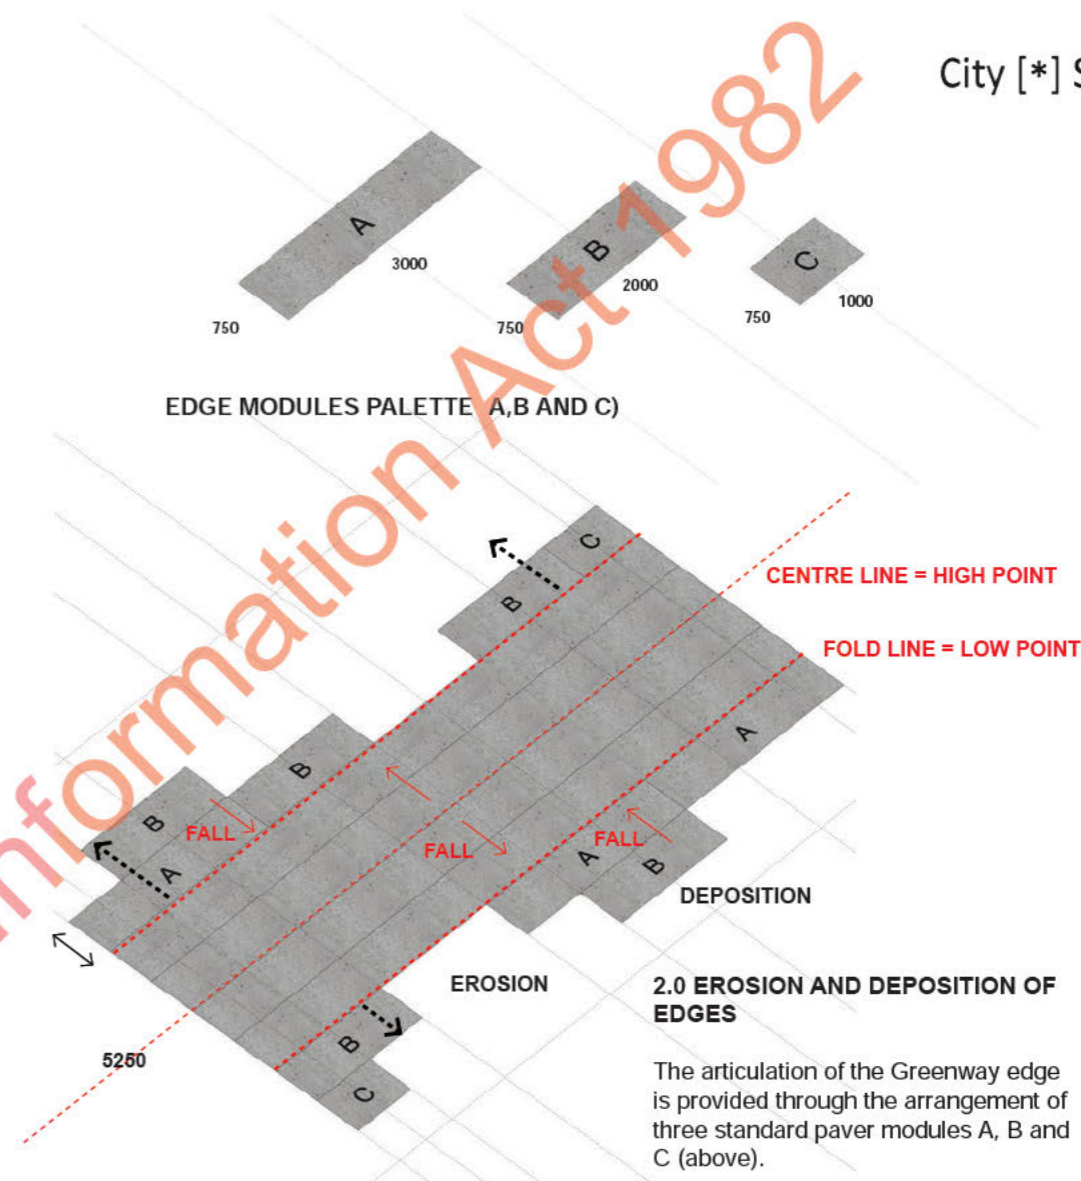 City [*] S
A
3000
750
B
2000
750
C
1000
750
EDGE MODULES PALETTE A,B AND C)
C
B
CENTRE LINE = HIGH POINT
FOLD LINE = LOW POINT
A
B
B
FALL
A
FALL
FALL
A
B
DEPOSITION
EROSION
B
C
5250
2.0 EROSION AND DEPOSITION OF
EDGES
The articulation of the Greenway edge
is provided through the arrangement of
three standard paver modules A, B and
C (above).
Information Act 1982